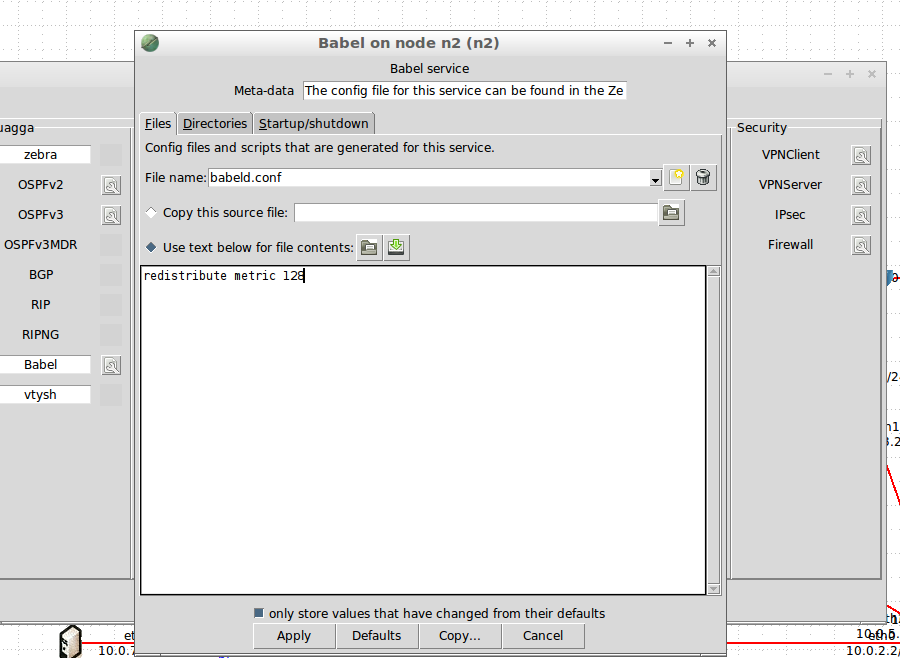 Babel on node n2 (n2)
Babel service
Meta-data The config file for this service can be found in the Ze
Files Directories Startup/shutdown
Config files and scripts that are generated for this service.
File name: babeld.conf
Copy this source file:
Use text below for file contents:
redistribute metric 128
only store values that have changed from their defaults
Apply Defaults Copy... Cancel
uagga
zebra
OSPFv2
OSPFv3
OSPFv3MDR
BGP
RIP
RIPNG
Babel
vtysh
Security
VPNClient
VPNServer
IPsec
Firewall
10.0.5.
10.0.2.2/